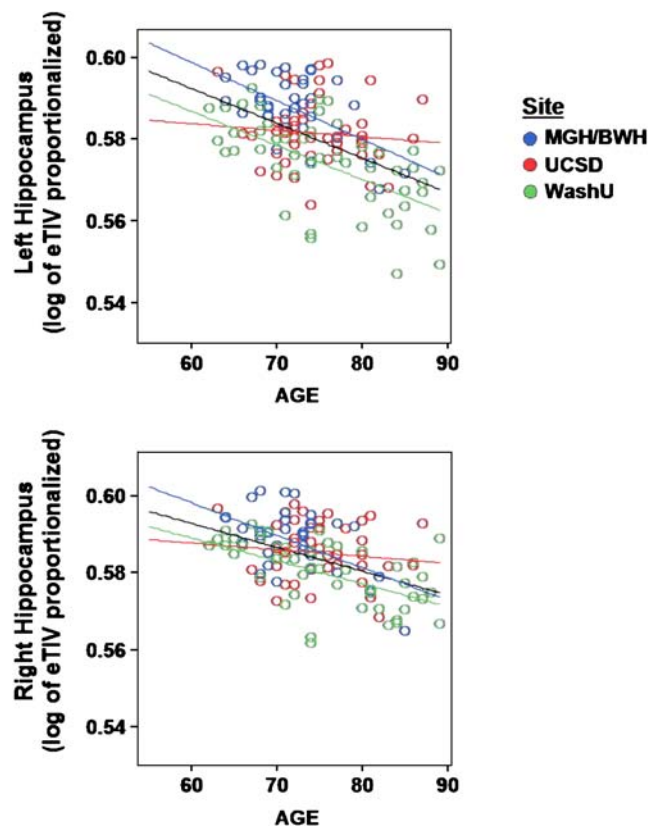 Left Hippocampus
(log of eTIV proportionalized)
0.60
0.58
0.56
0.54
60 70 80 90
AGE
Site
MGH/BWH
UCSD
WashU
Right Hippocampus
(log of eTIV proportionalized)
0.60
0.58
0.56
0.54
60 70 80 90
AGE